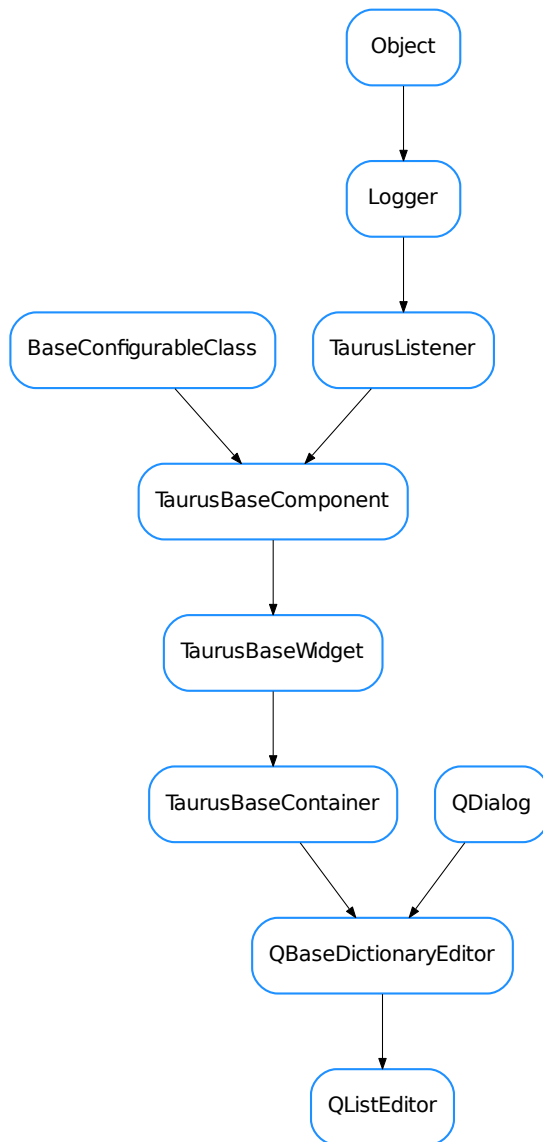 Object
Logger
BaseConfigurableClass
TaurusListener
TaurusBaseComponent
TaurusBaseWidget
TaurusBaseContainer
QDialog
QBaseDictionaryEditor
QListEditor